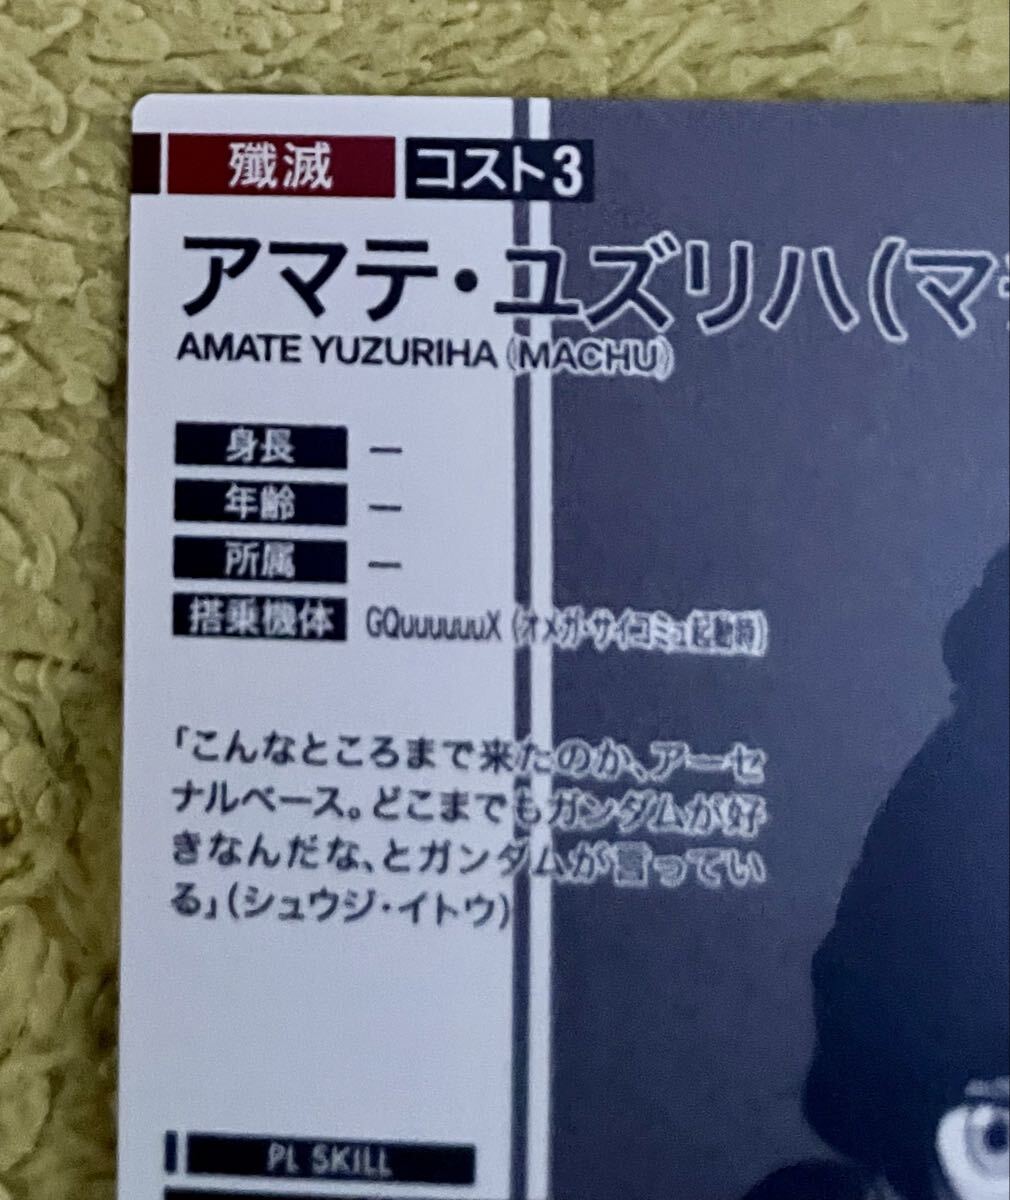 殲滅 コスト3
アマテ・ユズリハ(マチ
AMATE YUZURIHA (MACHU)
身長 ー
年齢 ー
所属 ー
搭乗機体 GQuuuuuuX (オメガ・サイコミュ起動時)
「こんなところまで来たのか、アーセ
ナルベース。どこまでもガンダムが好
きなんだな、とガンダムが言ってい
る」(シュウジ・イトウ)
PL SKILL